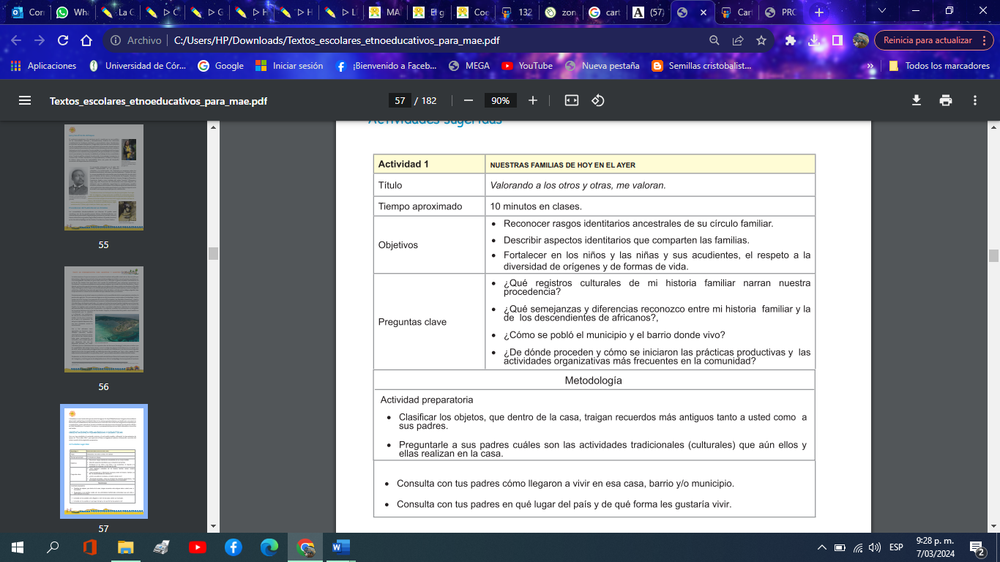 Cor
Wha
La G
C
G
H
H
LI
MA
El g
Coc
132
zon
cart
(57)
Car
PRC
Archivo
C:/Users/HP/Downloads/Textos_escolares_etnoeducativos_para_mae.pdf
Reinicia para actualizar
Aplicaciones
Universidad de Cór...
Google
Iniciar sesión
¡Bienvenido a Faceb...
MEGA
YouTube
Nueva pestaña
Semillas cristobalist...
»
Todos los marcadores
Textos_escolares_etnoeducativos_para_mae.pdf
57 / 182
90%
55
56
57
Actividades sugeridas
Actividad 1
NUESTRAS FAMILIAS DE HOY EN EL AYER
Título
Valorando a los otros y otras, me valoran.
Tiempo aproximado
10 minutos en clases.
Objetivos
• Reconocer rasgos identitarios ancestrales de su círculo familiar.
• Describir aspectos identitarios que comparten las familias.
• Fortalecer en los niños y las niñas y sus acudientes, el respeto a la
diversidad de orígenes y de formas de vida.
Preguntas clave
• ¿Qué registros culturales de mi historia familiar narran nuestra
procedencia?
• ¿Qué semejanzas y diferencias reconozco entre mi historia familiar y la
de los descendientes de africanos?,
• ¿Cómo se pobló el municipio y el barrio donde vivo?
• ¿De dónde proceden y cómo se iniciaron las prácticas productivas y las
actividades organizativas más frecuentes en la comunidad?
Metodología
Actividad preparatoria
• Clasificar los objetos, que dentro de la casa, traigan recuerdos más antiguos tanto a usted como a
sus padres.
• Preguntarle a sus padres cuáles son las actividades tradicionales (culturales) que aún ellos y
ellas realizan en la casa.
• Consulta con tus padres cómo llegaron a vivir en esa casa, barrio y/o municipio.
• Consulta con tus padres en qué lugar del país y de qué forma les gustaría vivir.
ESP
9:28 p. m.
7/03/2024
2